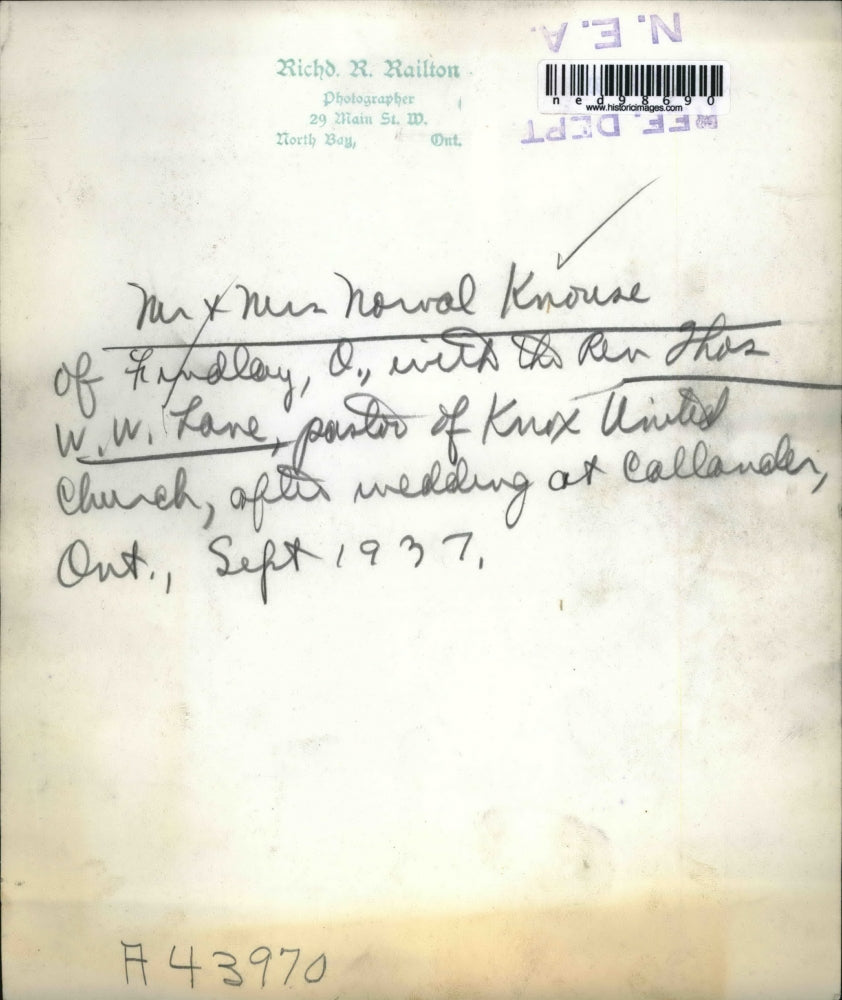 N.E.A.
Richd. R. Railton
Photographer
29 Main St. W.
North Bay, Ont.
ned98690
www.historicimages.com
REF. DEPT
Mr & Mrs Norval Knouse
of Findlay, O., with the Rev Thos
W. W. Lane, pastor of Knox United
Church, after wedding at Callander,
Ont., Sept 1937.
A43970